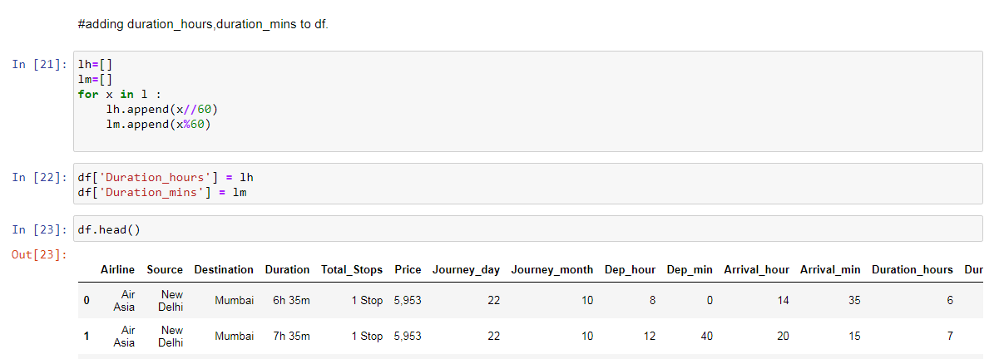 #adding duration_hours,duration_mins to df.
In [21]: lh=[]
lm=[]
for x in l :
    lh.append(x//60)
    lm.append(x%60)
In [22]: df['Duration_hours'] = lh
df['Duration_mins'] = lm
In [23]: df.head()
Out[23]:
Airline Source Destination Duration Total_Stops Price Journey_day Journey_month Dep_hour Dep_min Arrival_hour Arrival_min Duration_hours Dur
0 Air Asia New Delhi Mumbai 6h 35m 1 Stop 5,953 22 10 8 0 14 35 6
1 Air Asia New Delhi Mumbai 7h 35m 1 Stop 5,953 22 10 12 40 20 15 7